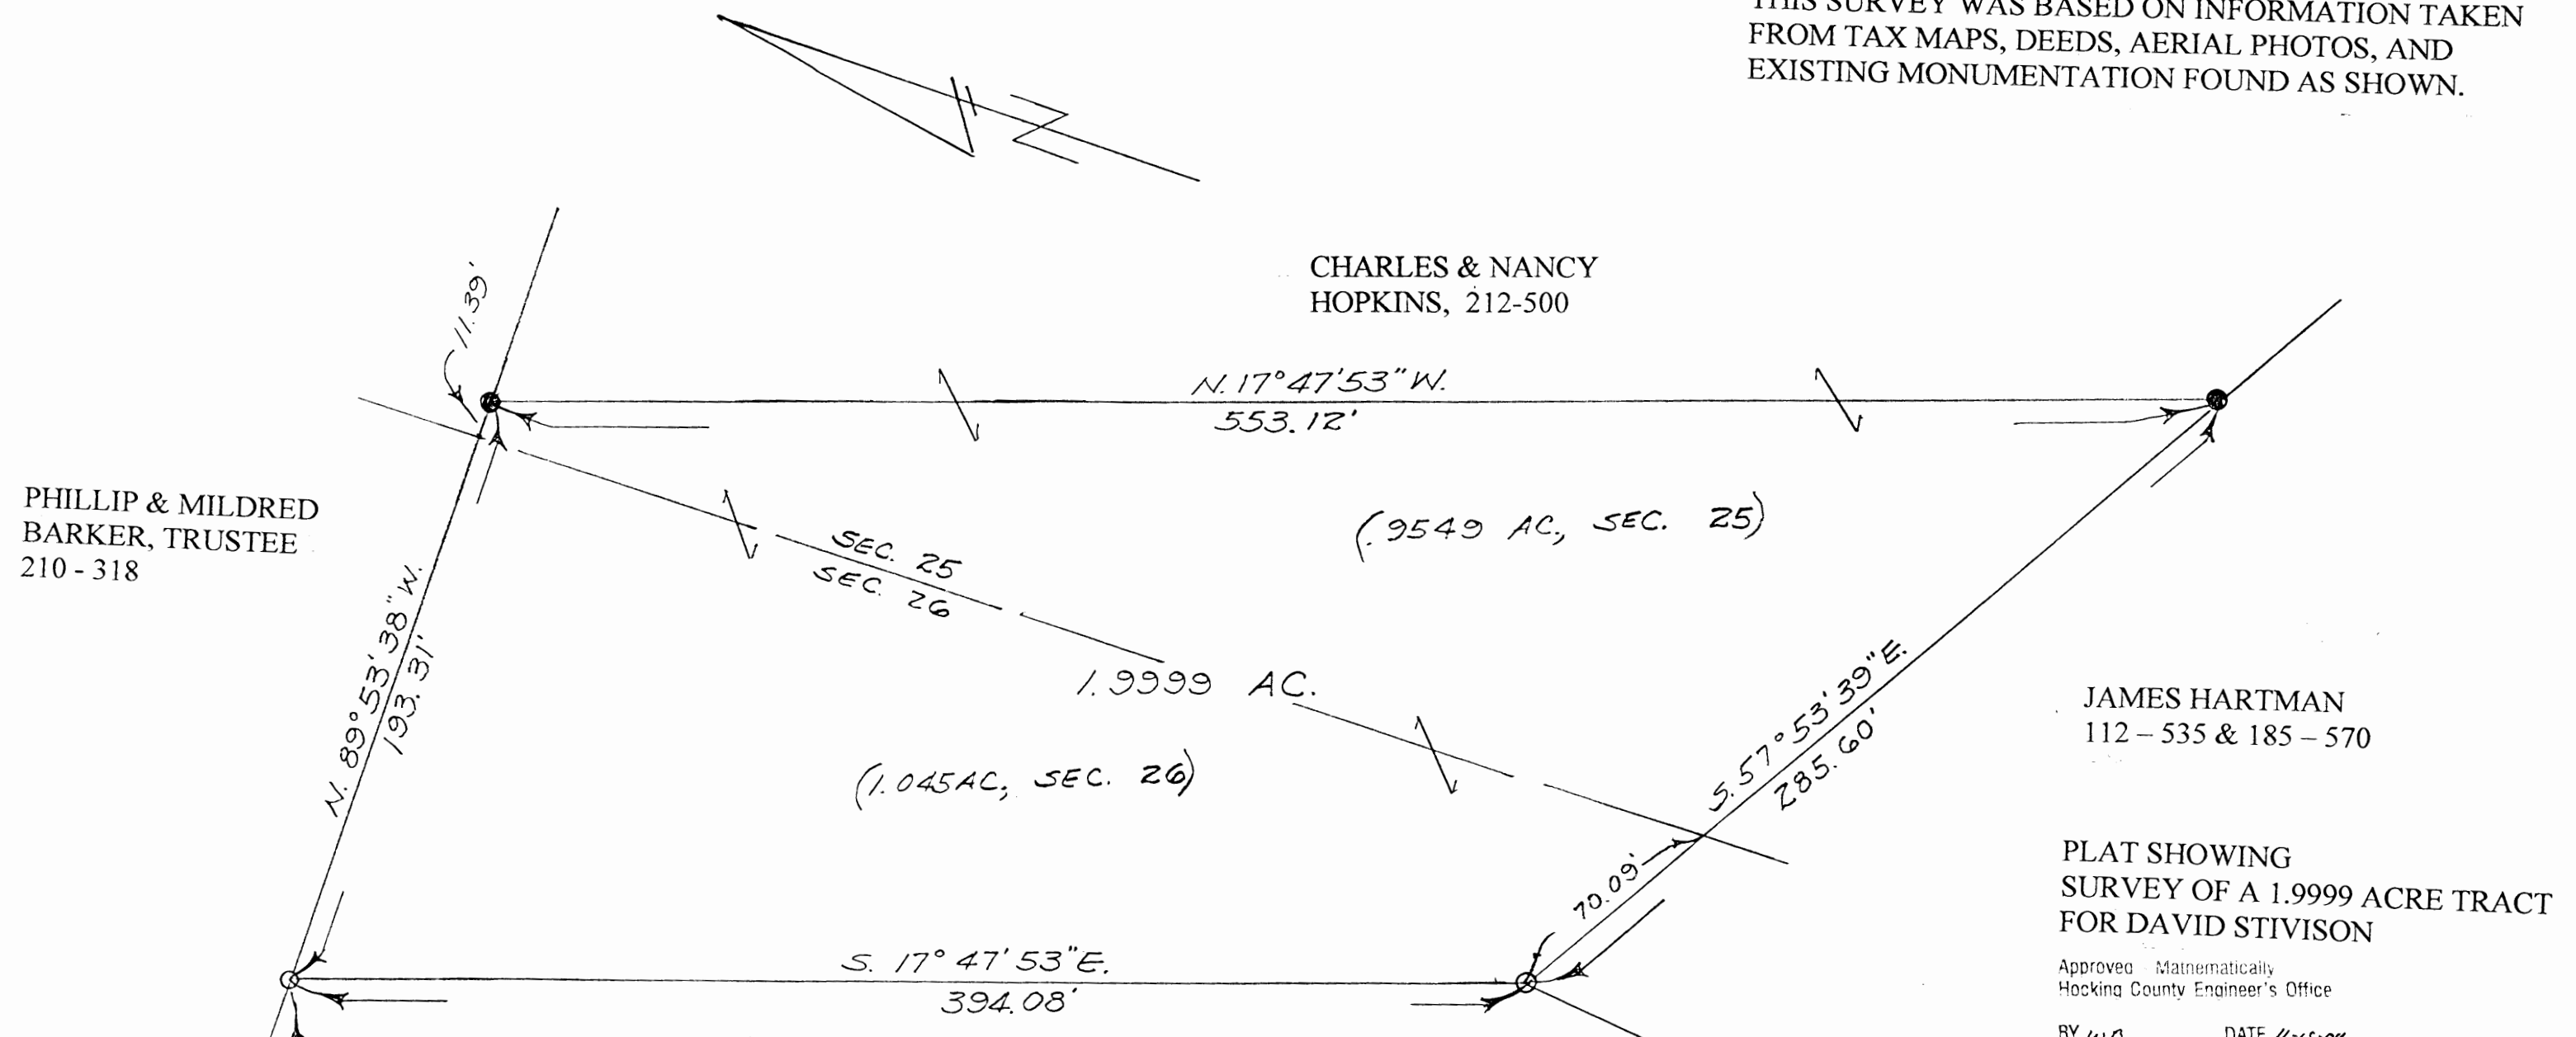 THIS SURVEY WAS BASED ON INFORMATION TAKEN
FROM TAX MAPS, DEEDS, AERIAL PHOTOS, AND
EXISTING MONUMENTATION FOUND AS SHOWN.
N
CHARLES & NANCY
HOPKINS, 212-500
11.39'
N. 17°47'53" W.
553.12'
PHILLIP & MILDRED
BARKER, TRUSTEE
210 - 318
(.9549 AC., SEC. 25)
SEC. 25
SEC. 26
N. 89°53'38" W.
193.31'
1.9999 AC.
S. 57°53'39" E.
285.60'
JAMES HARTMAN
112 – 535 & 185 – 570
(1.045 AC, SEC. 26)
70.09'
PLAT SHOWING
SURVEY OF A 1.9999 ACRE TRACT
FOR DAVID STIVISON
S. 17° 47' 53" E.
394.08'
Approved Mathematically
Hocking County Engineer's Office
BY DATE